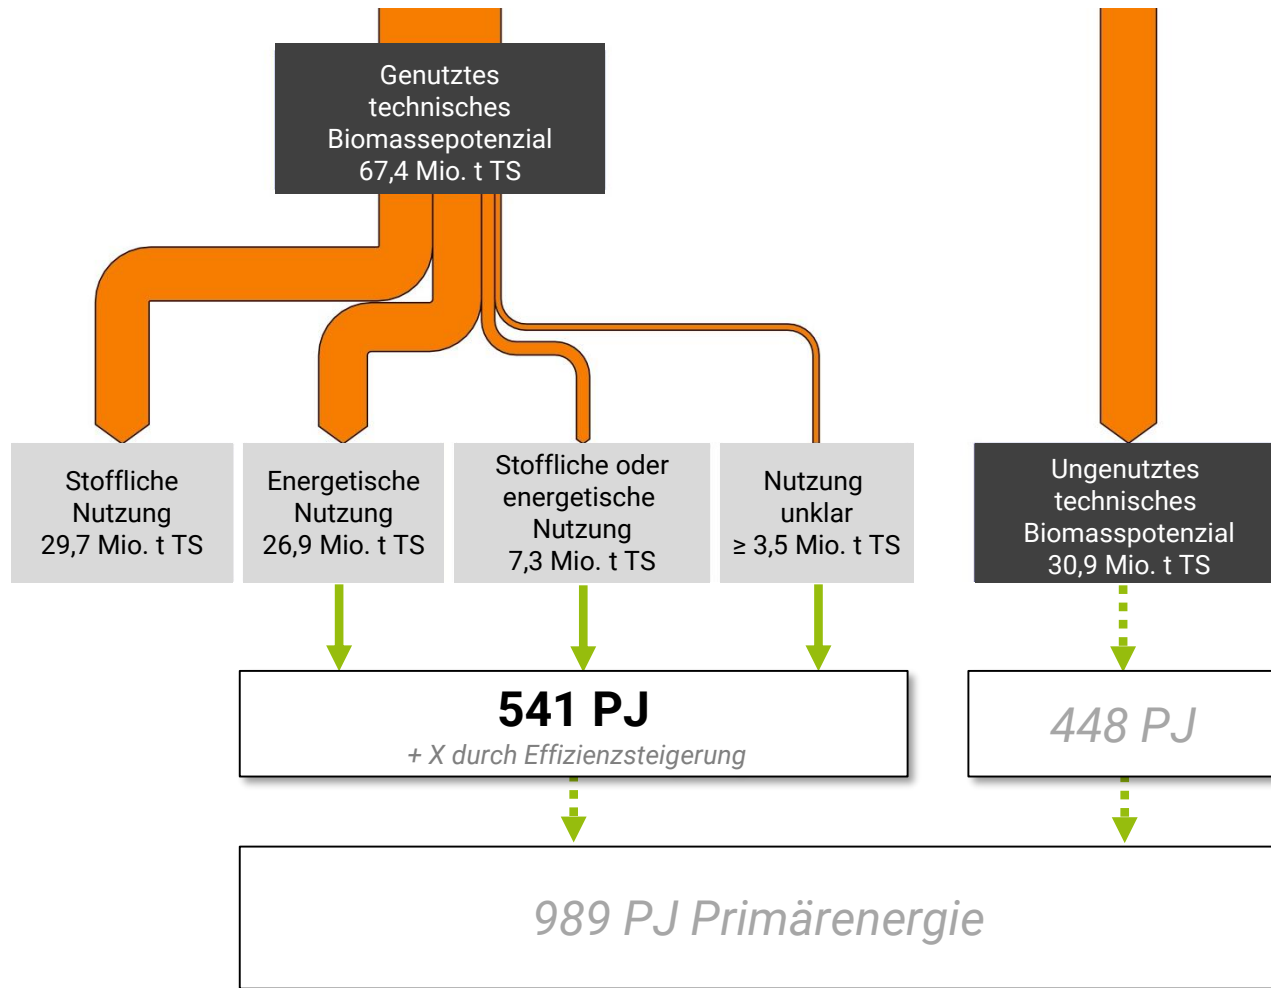 Genutztes
technisches
Biomassepotenzial
67,4 Mio. t TS
Stoffliche
Nutzung
29,7 Mio. t TS
Energetische
Nutzung
26,9 Mio. t TS
Stoffliche oder
energetische
Nutzung
7,3 Mio. t TS
Nutzung
unklar
≥ 3,5 Mio. t TS
Ungenutztes
technisches
Biomasspotenzial
30,9 Mio. t TS
541 PJ
+ X durch Effizienzsteigerung
448 PJ
989 PJ Primärenergie